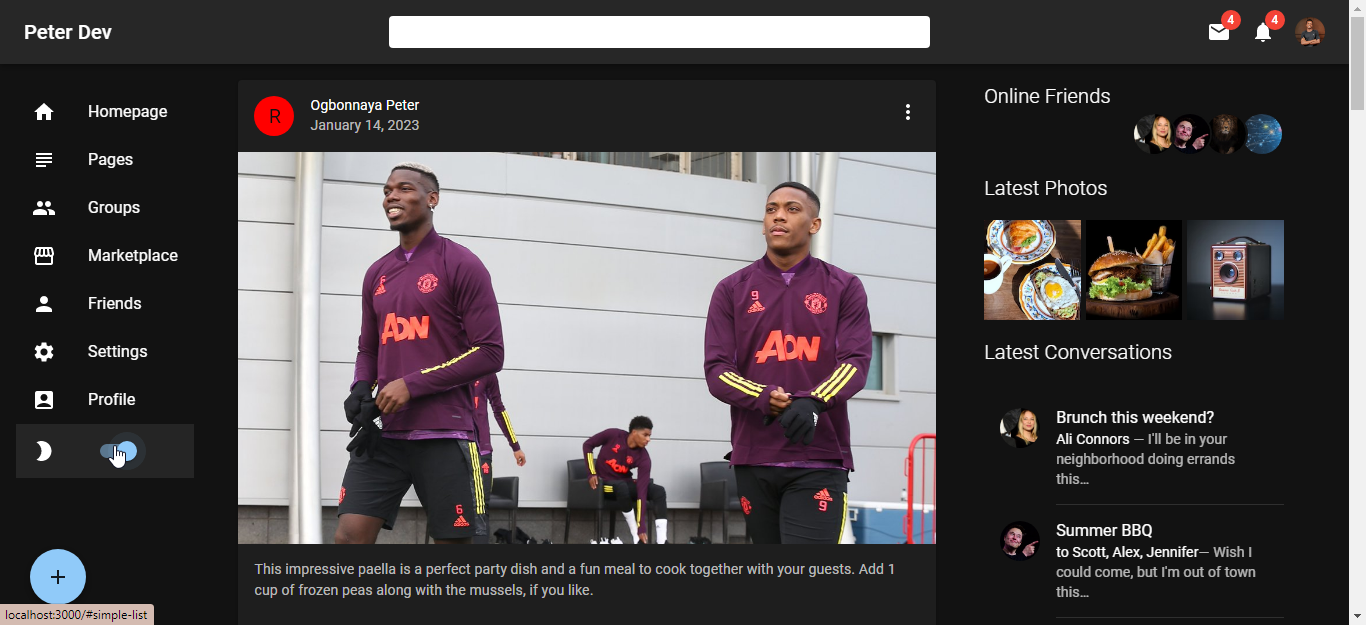 Peter Dev
4
4
Homepage
Pages
Groups
Marketplace
Friends
Settings
Profile
+
localhost:3000/#simple-list
R
Ogbonnaya Peter
January 14, 2023
6
AON
9
AON
6
9
This impressive paella is a perfect party dish and a fun meal to cook together with your guests. Add 1
cup of frozen peas along with the mussels, if you like.
Online Friends
Latest Photos
Latest Conversations
Brunch this weekend?
Ali Connors — I'll be in your
neighborhood doing errands
this…
Summer BBQ
to Scott, Alex, Jennifer— Wish I
could come, but I'm out of town
this…